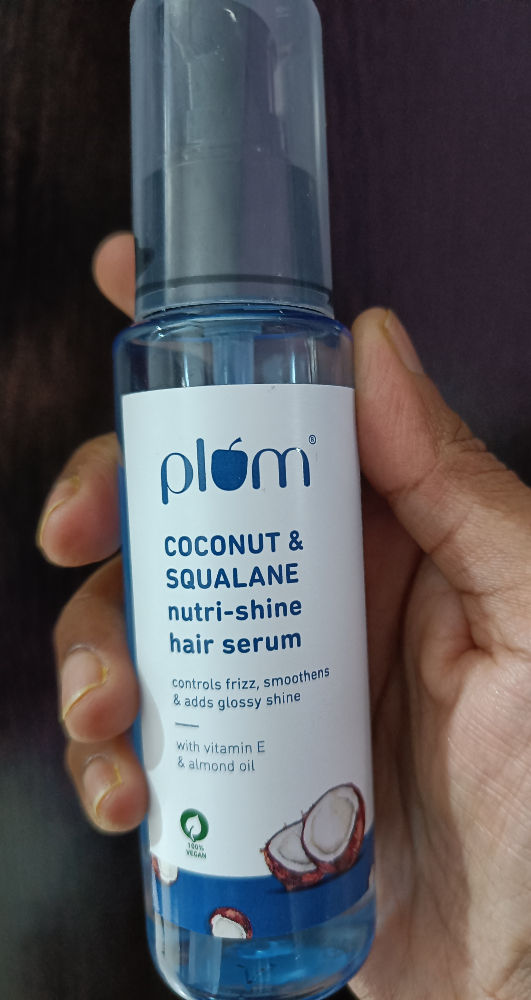 plum®
COCONUT &
SQUALANE
nutri-shine
hair serum
controls frizz, smoothens
& adds glossy shine
with vitamin E
& almond oil
100%
VEGAN